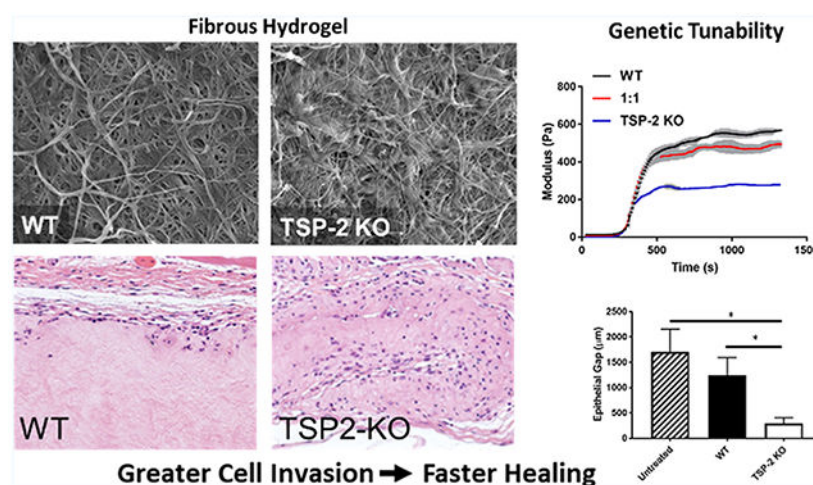 Fibrous Hydrogel
WT
TSP-2 KO
WT
TSP2-KO
Greater Cell Invasion → Faster Healing
Genetic Tunability
WT
1:1
TSP-2 KO
Modulus (Pa)
800
600
400
200
0
0 500 1000 150
Time (s)
Epithelial Gap (μm)
2500
2000
1500
1000
500
0
*
*
Untreated
WT
TSP-2 KO